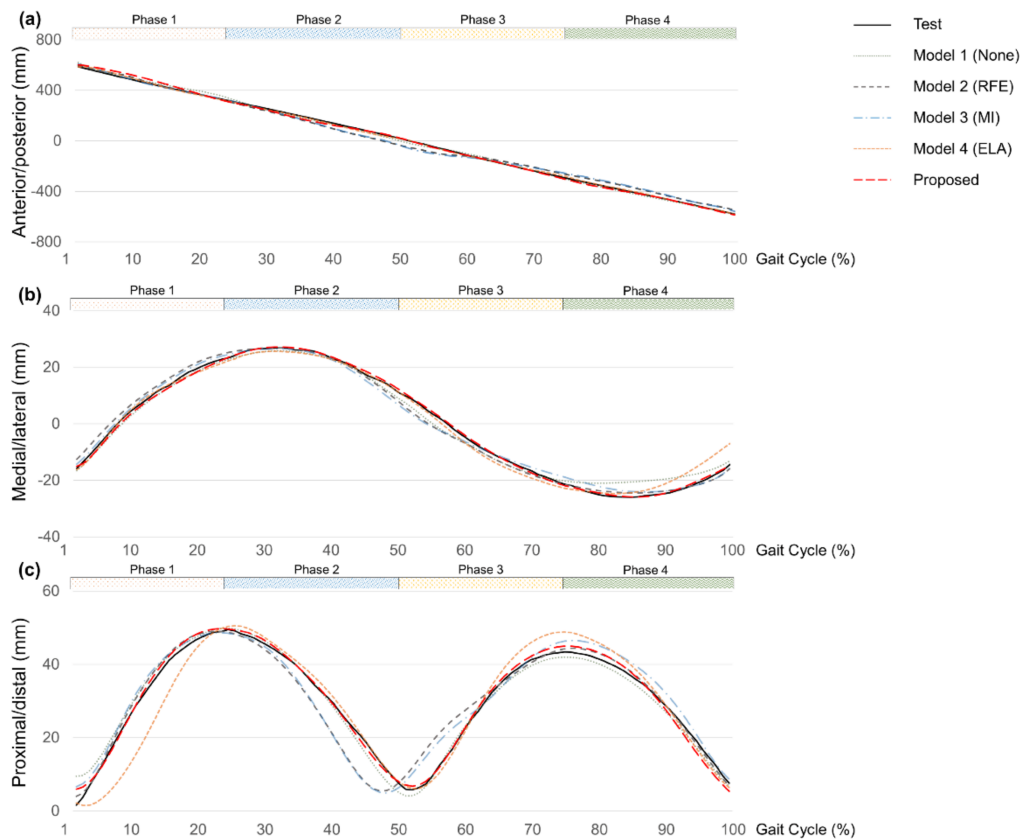 (a)
Phase 1 Phase 2 Phase 3 Phase 4
Anterior/posterior (mm)
800
400
0
-400
-800
1 10 20 30 40 50 60 70 80 90 100 Gait Cycle (%)
Test
Model 1 (None)
Model 2 (RFE)
Model 3 (MI)
Model 4 (ELA)
Proposed
(b)
Phase 1 Phase 2 Phase 3 Phase 4
Medial/lateral (mm)
40
20
0
-20
-40
1 10 20 30 40 50 60 70 80 90 100 Gait Cycle (%)
(c)
Phase 1 Phase 2 Phase 3 Phase 4
Proximal/distal (mm)
60
40
20
0
1 10 20 30 40 50 60 70 80 90 100 Gait Cycle (%)